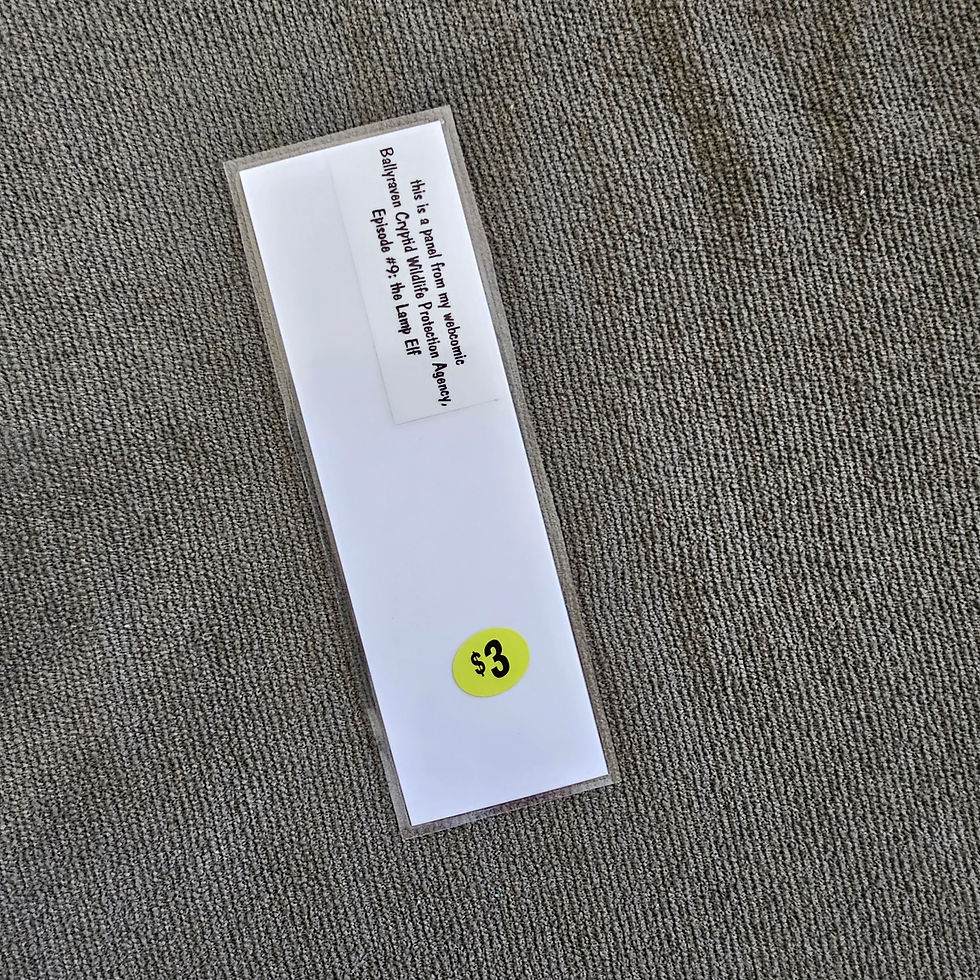 this is a panel from my webcomic
Ballyraven Cryptid Wildlife Protection Agency,
Episode #9: the Lamp Elf
$3